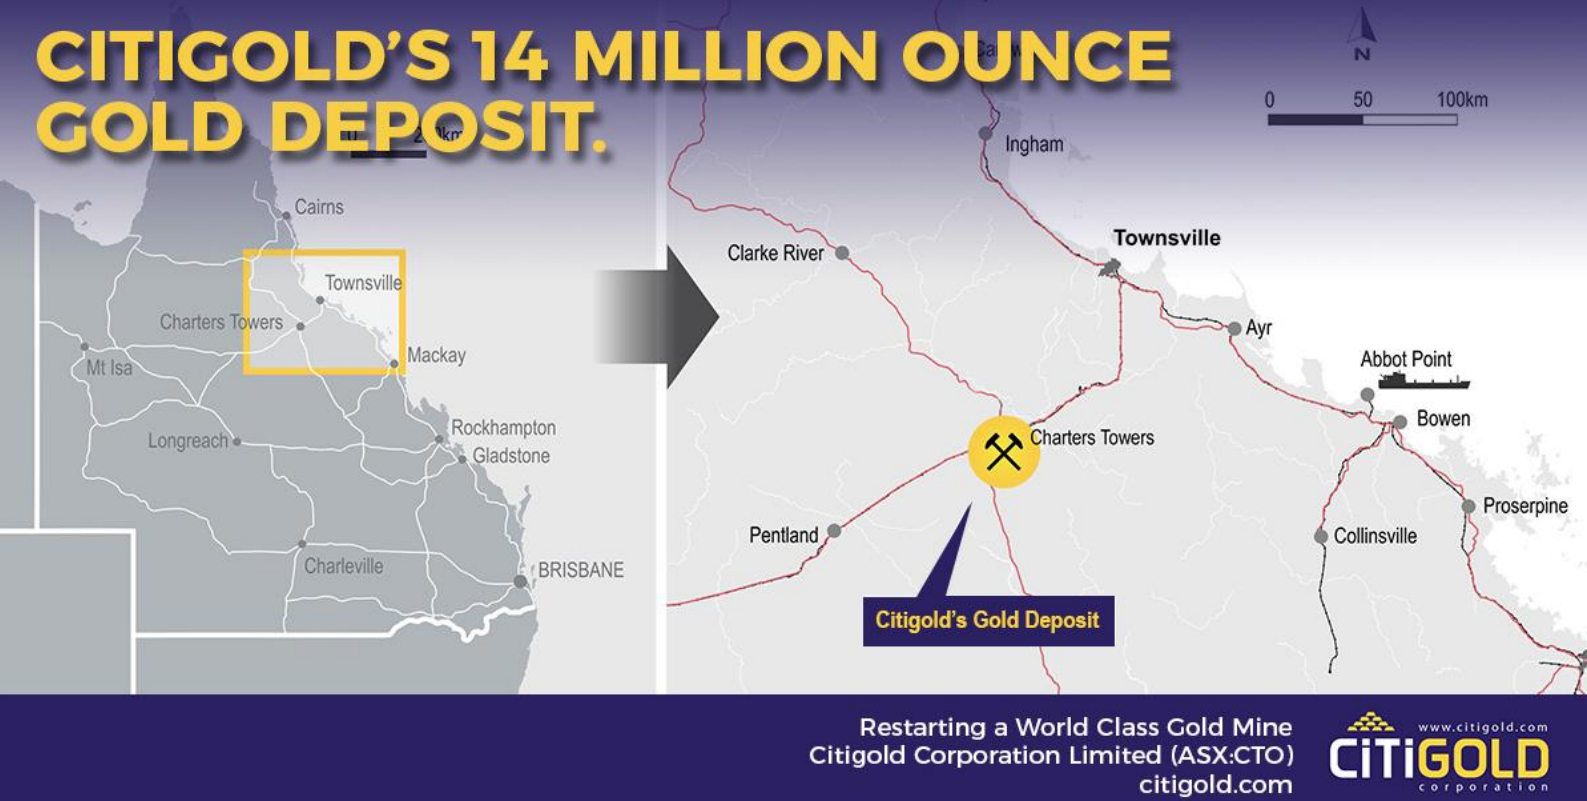 CITIGOLD'S 14 MILLION OUNCE
GOLD DEPOSIT.
Cairns
Townsville
Charters Towers
Mt Isa
Mackay
Longreach
Rockhampton
Gladstone
Charleville
BRISBANE
N
0 50 100km
Ingham
Clarke River
Townsville
Ayr
Abbot Point
Bowen
Charters Towers
Proserpine
Pentland
Collinsville
Citigold's Gold Deposit
Restarting a World Class Gold Mine
Citigold Corporation Limited (ASX:CTO)
citigold.com
www.citigold.com
CiTiGOLD
corporation